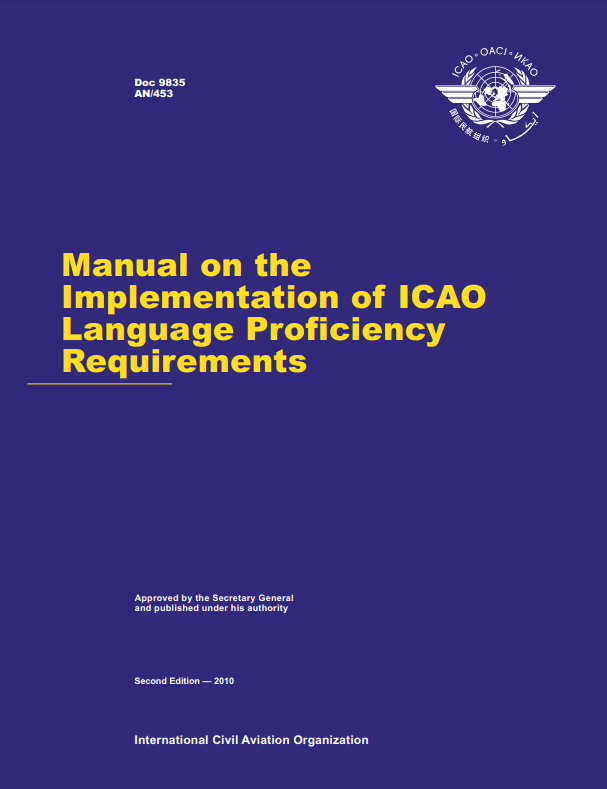 Doc 9835
AN/453
ICAO ◦ OACI ◦ ИКАО
国际民航组织 ◦ ايكاو
Manual on the
Implementation of ICAO
Language Proficiency
Requirements
Approved by the Secretary General
and published under his authority
Second Edition — 2010
International Civil Aviation Organization